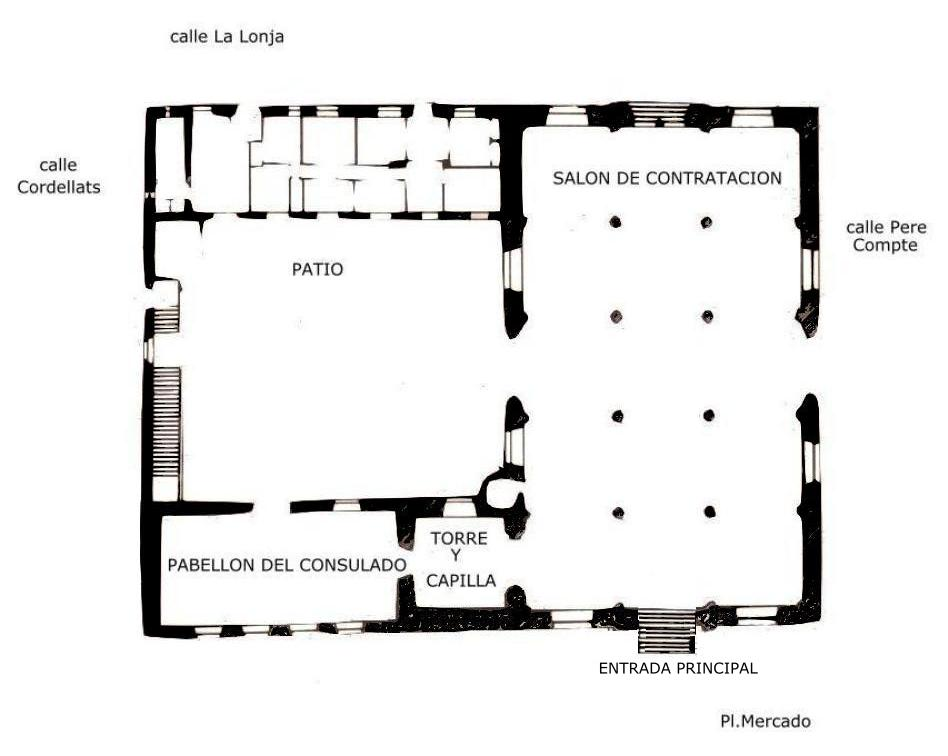 calle La Lonja
calle
Cordellats
SALON DE CONTRATACION
calle Pere
Compte
PATIO
TORRE
Y
CAPILLA
PABELLON DEL CONSULADO
ENTRADA PRINCIPAL
Pl.Mercado